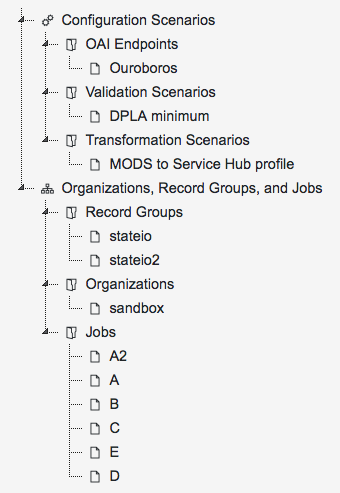 Configuration Scenarios
OAI Endpoints
Ouroboros
Validation Scenarios
DPLA minimum
Transformation Scenarios
MODS to Service Hub profile
Organizations, Record Groups, and Jobs
Record Groups
stateio
stateio2
Organizations
sandbox
Jobs
A2
A
B
C
E
D